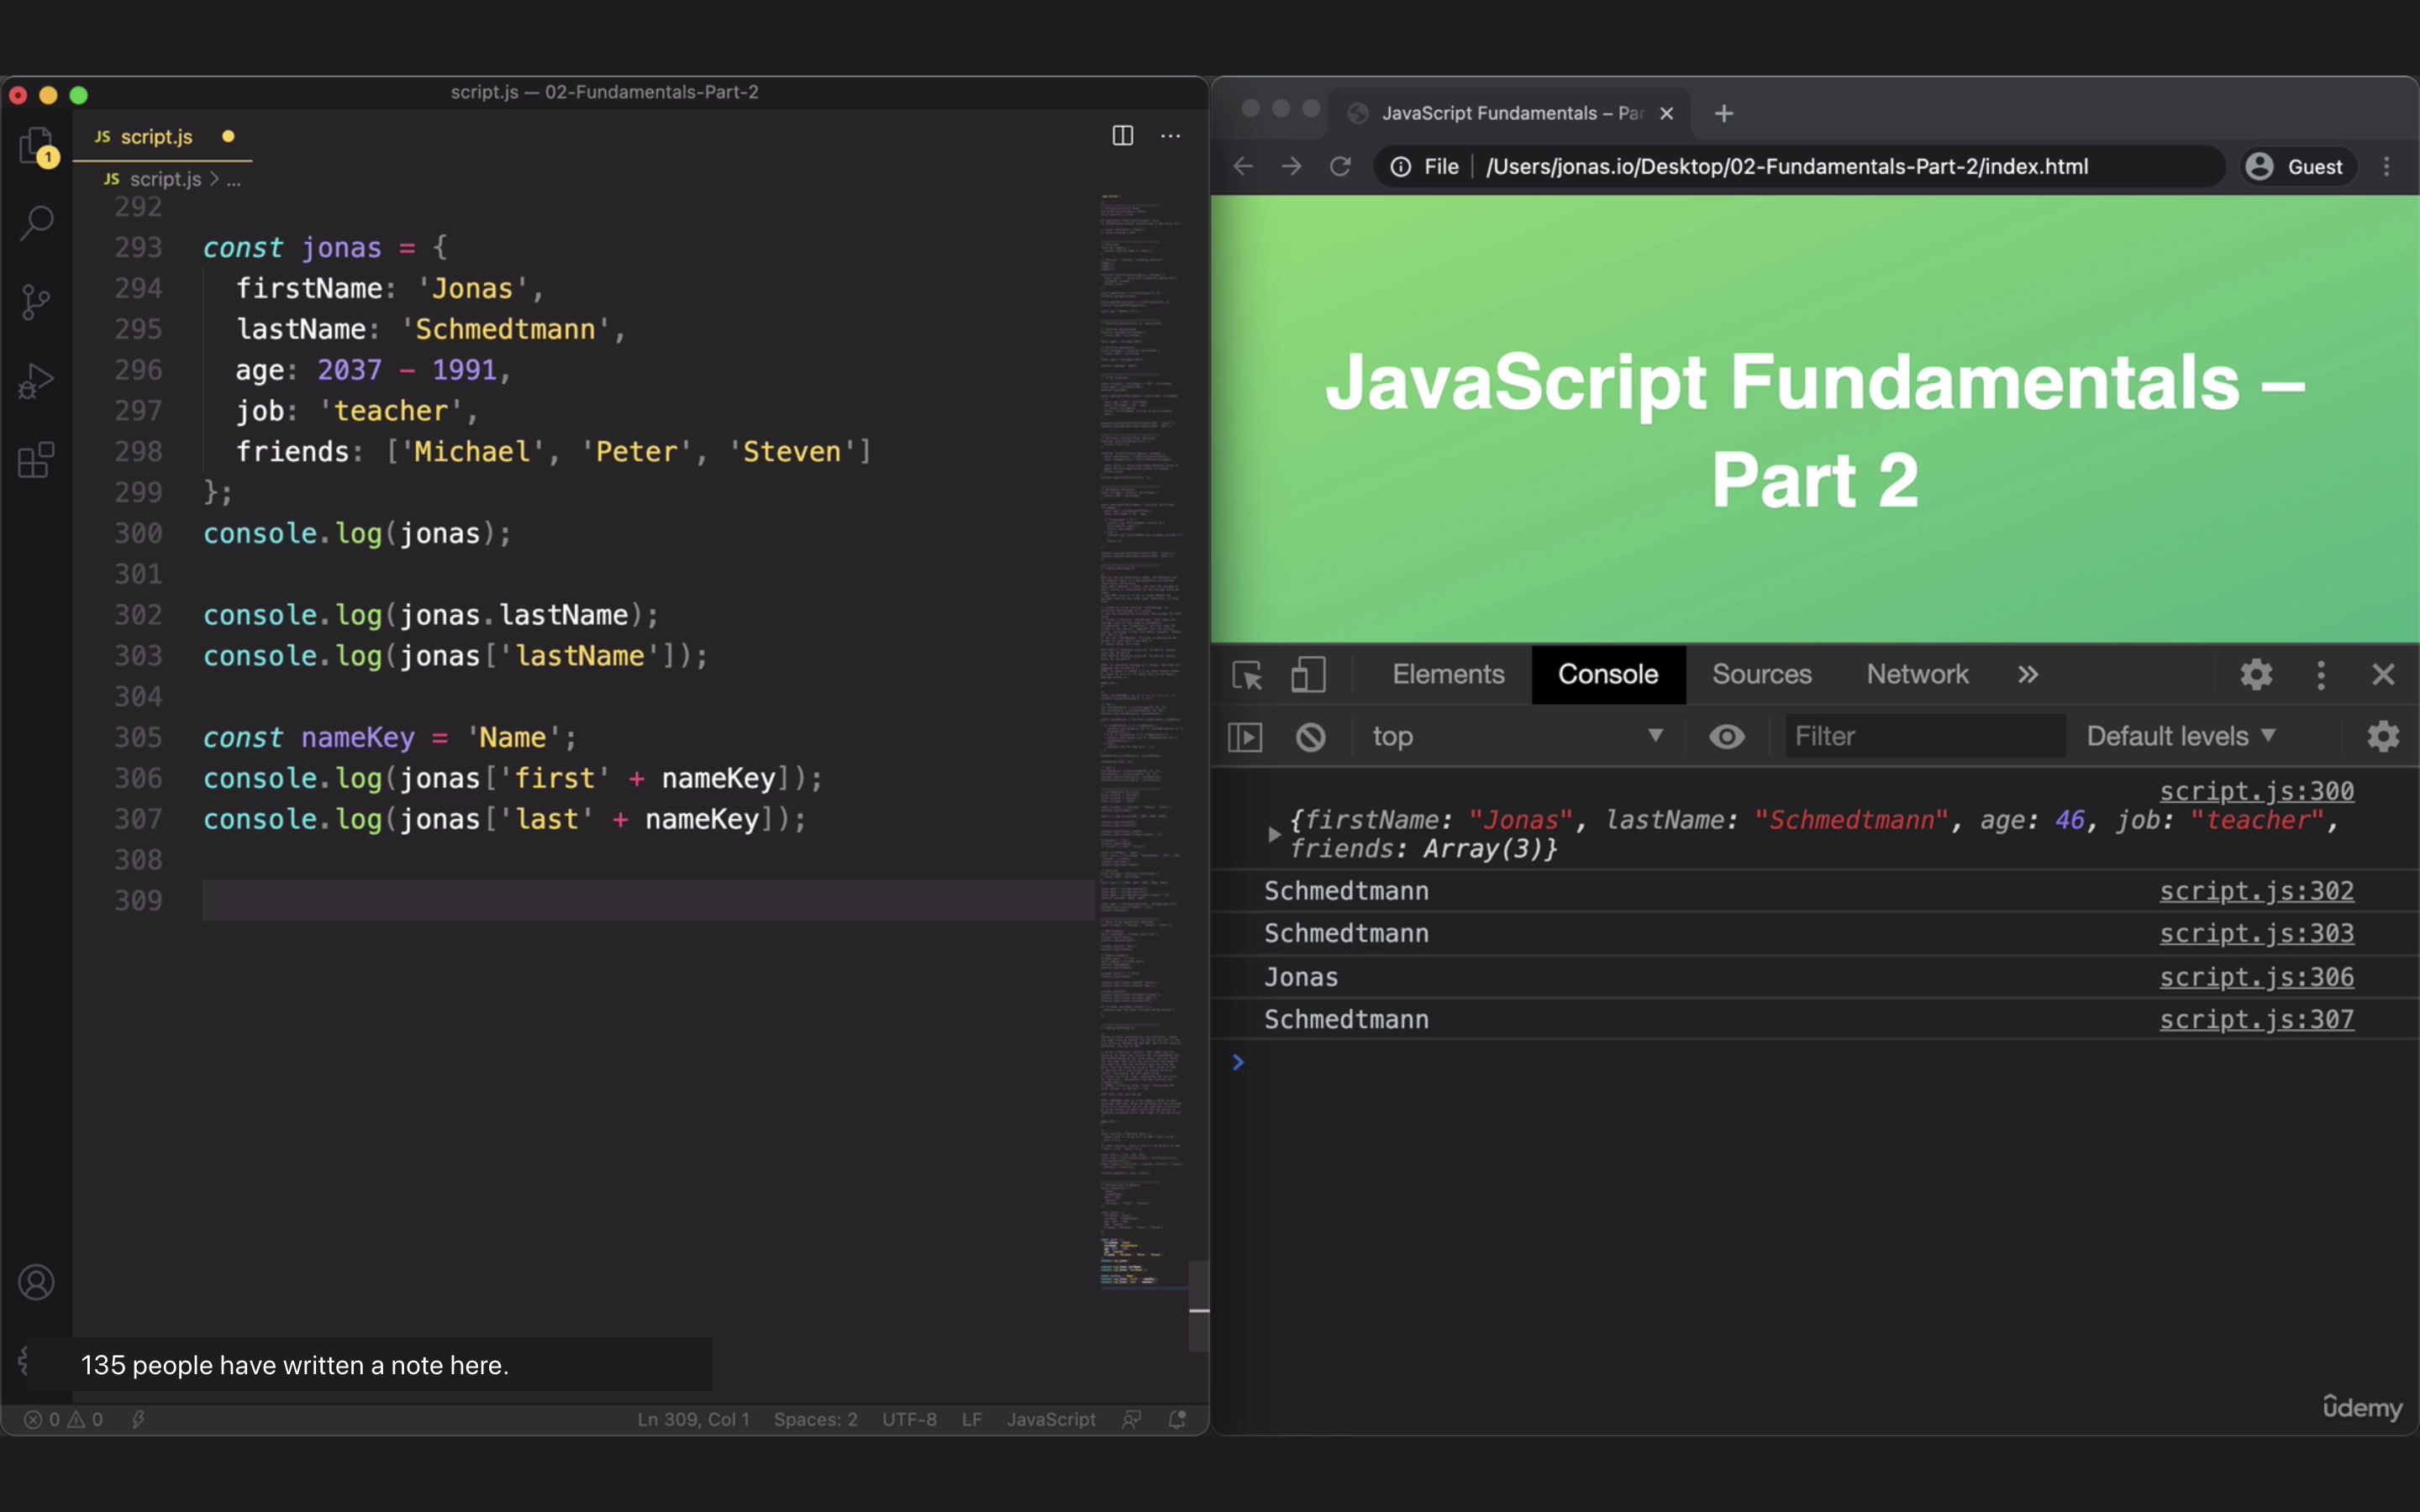 script.js — 02-Fundamentals-Part-2
JS script.js
1
JS script.js > ...
292
293 const jonas = {
294 firstName: 'Jonas',
295 lastName: 'Schmedtmann',
296 age: 2037 - 1991,
297 job: 'teacher',
298 friends: ['Michael', 'Peter', 'Steven']
299 };
300 console.log(jonas);
301
302 console.log(jonas.lastName);
303 console.log(jonas['lastName']);
304
305 const nameKey = 'Name';
306 console.log(jonas['first' + nameKey]);
307 console.log(jonas['last' + nameKey]);
308
309
135 people have written a note here.
0 0 Ln 309, Col 1 Spaces: 2 UTF-8 LF JavaScript
JavaScript Fundamentals – Par
File /Users/jonas.io/Desktop/02-Fundamentals-Part-2/index.html Guest
JavaScript Fundamentals –
Part 2
Elements Console Sources Network »
top Filter Default levels
script.js:300
{firstName: "Jonas", lastName: "Schmedtmann", age: 46, job: "teacher",
friends: Array(3)}
Schmedtmann script.js:302
Schmedtmann script.js:303
Jonas script.js:306
Schmedtmann script.js:307
>
ûdemy